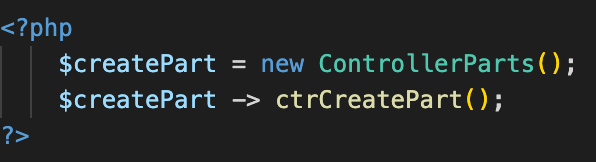 <?php
    $createPart = new ControllerParts();
    $createPart -> ctrCreatePart();
?>